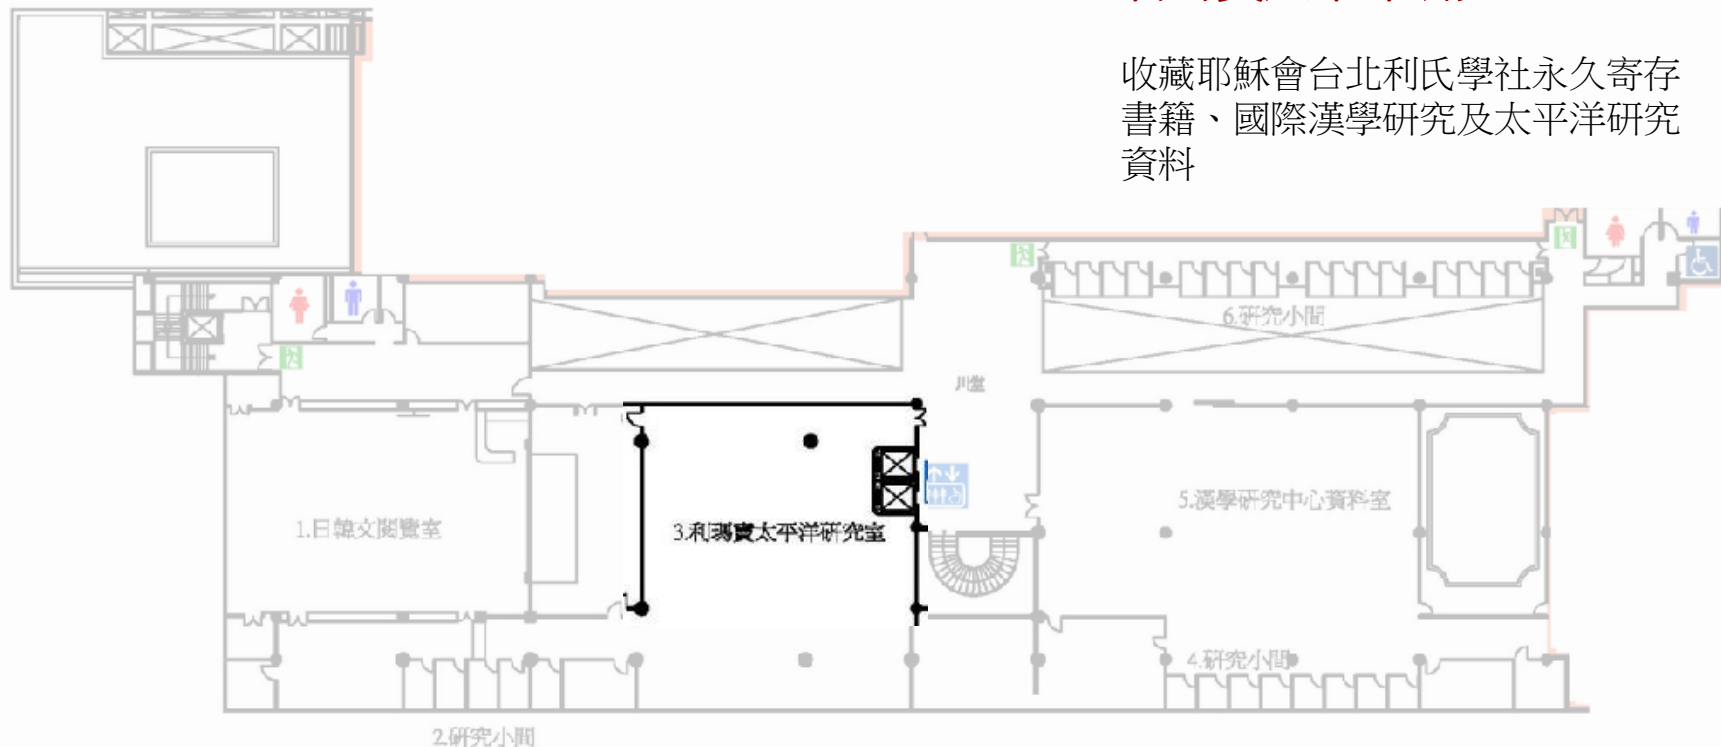 收藏耶穌會台北利氏學社永久寄存
書籍、國際漢學研究及太平洋研究
資料
6.研究小間
川堂
1.日韓文閱覽室
3.利瑪竇太平洋研究室
5.漢學研究中心資料室
4.研究小間
2.研究小間